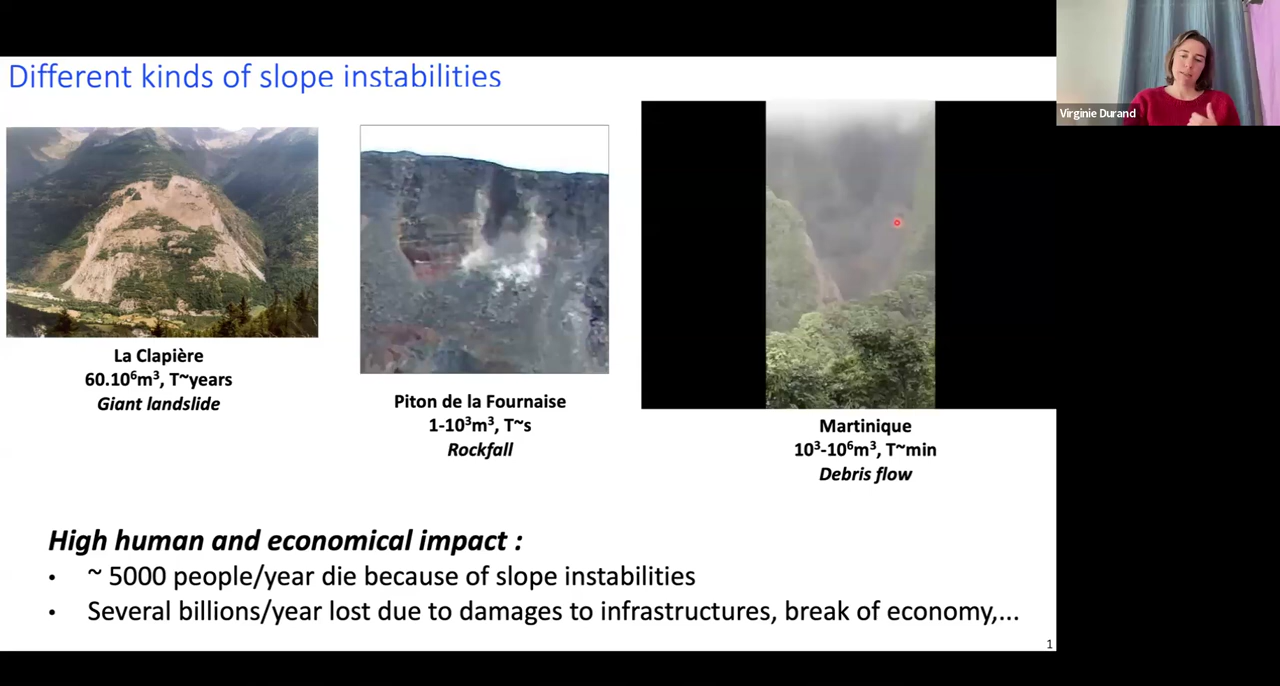 Different kinds of slope instabilities
Virginie Durand
La Clapière
60.10⁶m³, T~years
Giant landslide
Piton de la Fournaise
1-10³m³, T~s
Rockfall
Martinique
10³-10⁶m³, T~min
Debris flow
High human and economical impact :
• ~ 5000 people/year die because of slope instabilities
• Several billions/year lost due to damages to infrastructures, break of economy,...
1